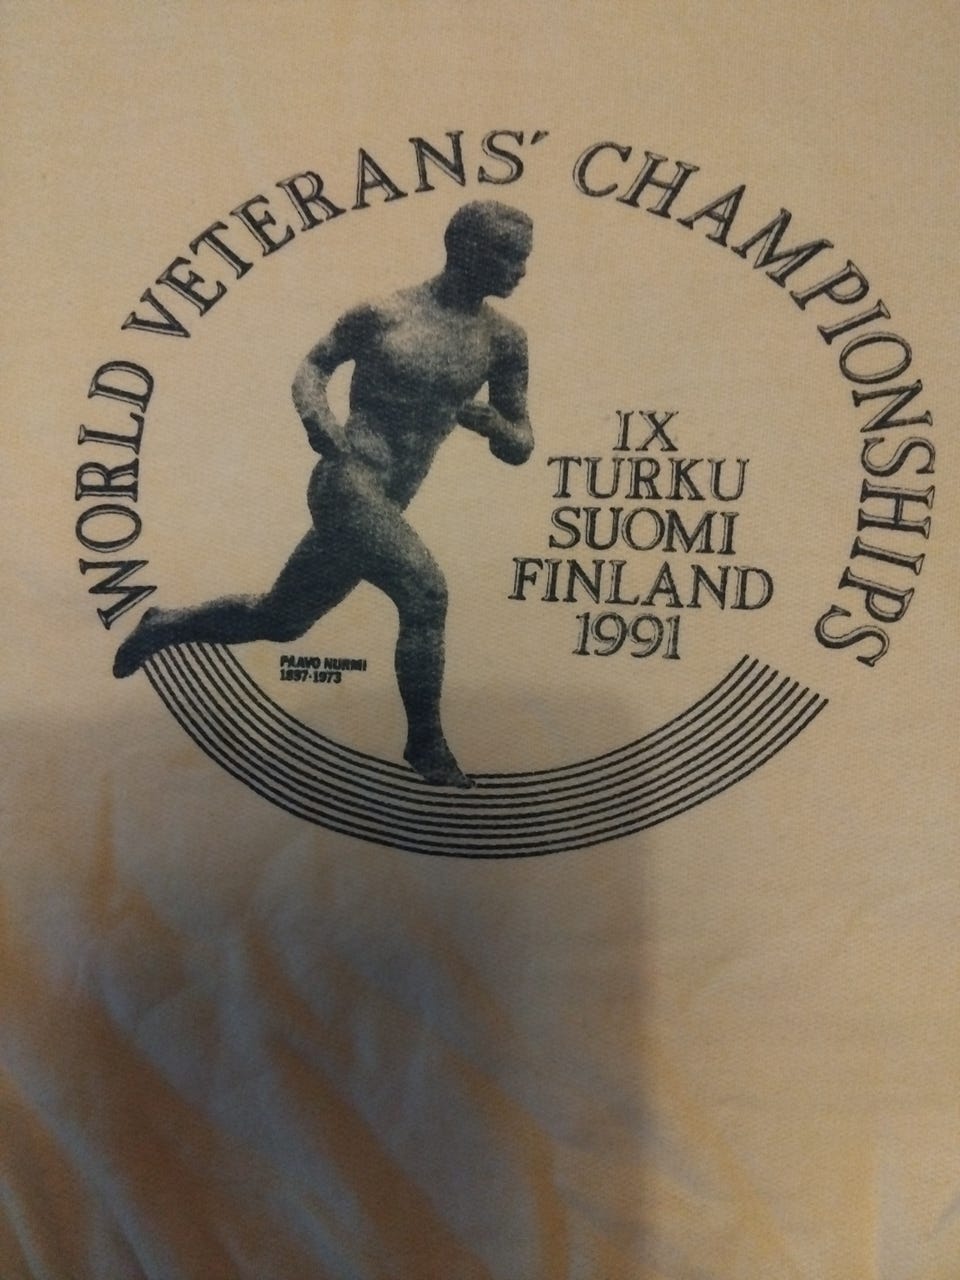 WORLD VETERANS' CHAMPIONSHIPS
IX
TURKU
SUOMI
FINLAND
1991
PAAVO NURMI
1897-1973